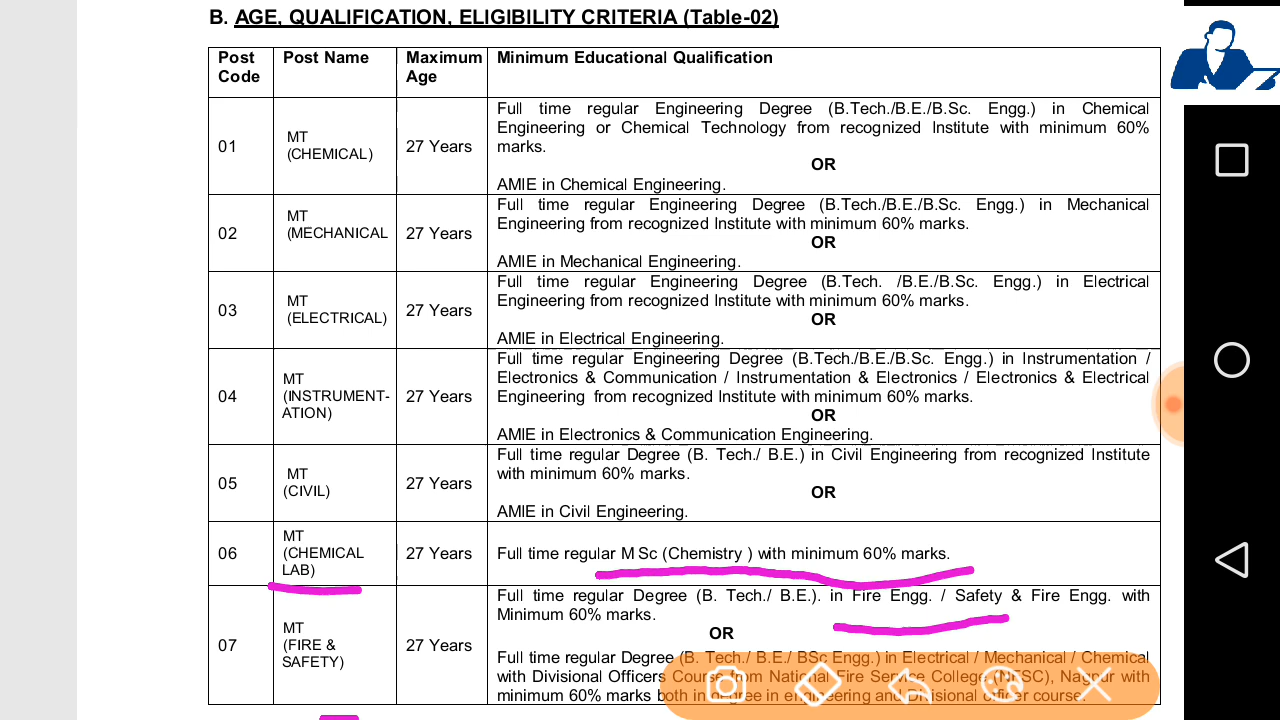 B. AGE, QUALIFICATION, ELIGIBILITY CRITERIA (Table-02)
Post Code
Post Name
Maximum Age
Minimum Educational Qualification
01
MT
(CHEMICAL)
27 Years
Full time regular Engineering Degree (B.Tech./B.E./B.Sc. Engg.) in Chemical
Engineering or Chemical Technology from recognized Institute with minimum 60%
marks.
OR
AMIE in Chemical Engineering.
02
MT
(MECHANICAL
27 Years
Full time regular Engineering Degree (B.Tech./B.E./B.Sc. Engg.) in Mechanical
Engineering from recognized Institute with minimum 60% marks.
OR
AMIE in Mechanical Engineering.
03
MT
(ELECTRICAL)
27 Years
Full time regular Engineering Degree (B.Tech. /B.E./B.Sc. Engg.) in Electrical
Engineering from recognized Institute with minimum 60% marks.
OR
AMIE in Electrical Engineering.
04
MT
(INSTRUMENT-
ATION)
27 Years
Full time regular Engineering Degree (B.Tech./B.E./B.Sc. Engg.) in Instrumentation /
Electronics & Communication / Instrumentation & Electronics / Electronics & Electrical
Engineering from recognized Institute with minimum 60% marks.
OR
AMIE in Electronics & Communication Engineering.
05
MT
(CIVIL)
27 Years
Full time regular Degree (B. Tech./ B.E.) in Civil Engineering from recognized Institute
with minimum 60% marks.
OR
AMIE in Civil Engineering.
06
MT
(CHEMICAL
LAB)
27 Years
Full time regular M Sc (Chemistry ) with minimum 60% marks.
07
MT
(FIRE &
SAFETY)
27 Years
Full time regular Degree (B. Tech./ B.E.). in Fire Engg. / Safety & Fire Engg. with
Minimum 60% marks.
OR
Full time regular Degree (B. Tech./ B.E./ BSc Engg.) in Electrical / Mechanical / Chemical
with Divisional Officers Course from National Fire Service College (NFSC), Nagpur with
minimum 60% marks both in degree in engineering and Divisional officer course.